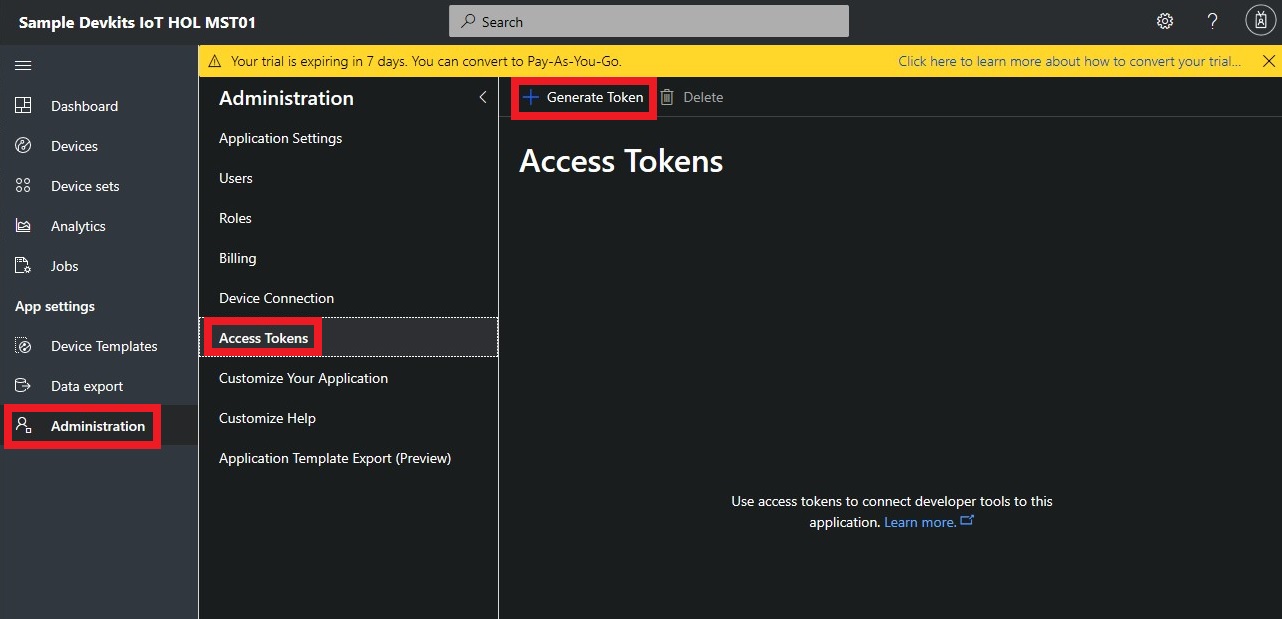 Sample Devkits IoT HOL MST01
Search
?
Your trial is expiring in 7 days. You can convert to Pay-As-You-Go.
Click here to learn more about how to convert your trial...
Dashboard
Devices
Device sets
Analytics
Jobs
App settings
Device Templates
Data export
Administration
Administration
Application Settings
Users
Roles
Billing
Device Connection
Access Tokens
Customize Your Application
Customize Help
Application Template Export (Preview)
Generate Token
Delete
Access Tokens
Use access tokens to connect developer tools to this
application. Learn more.